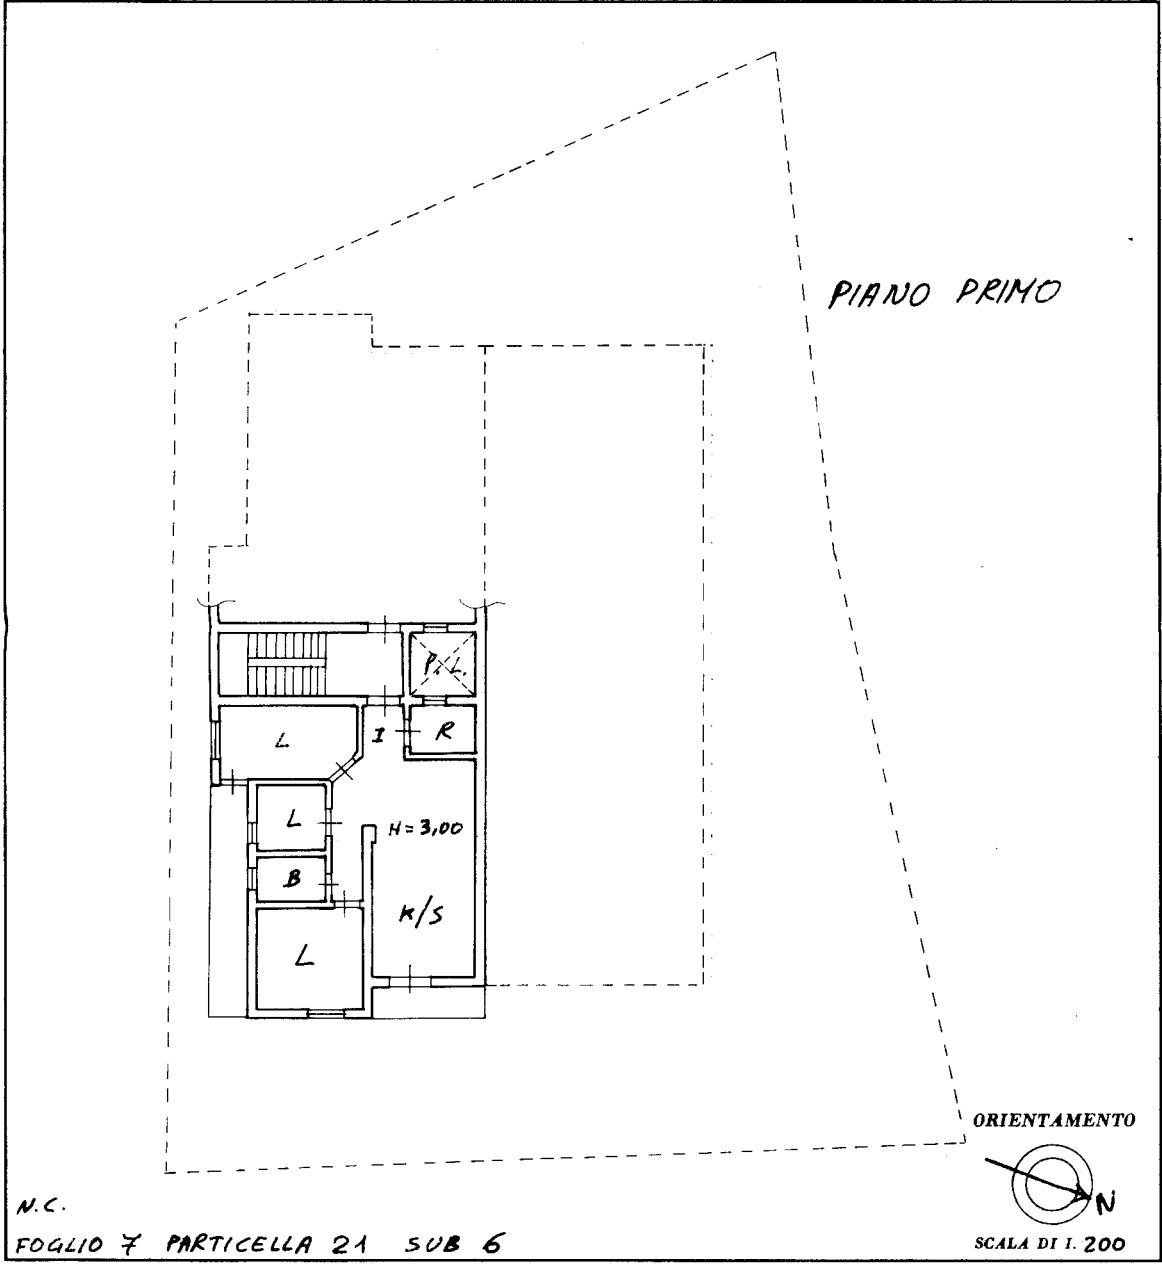 PIANO PRIMO
P. L.
L
I
R
L
H=3,00
B
K/S
L
ORIENTAMENTO
N
SCALA DI 1. 200
N.C.
FOGLIO 7 PARTICELLA 21 SUB 6